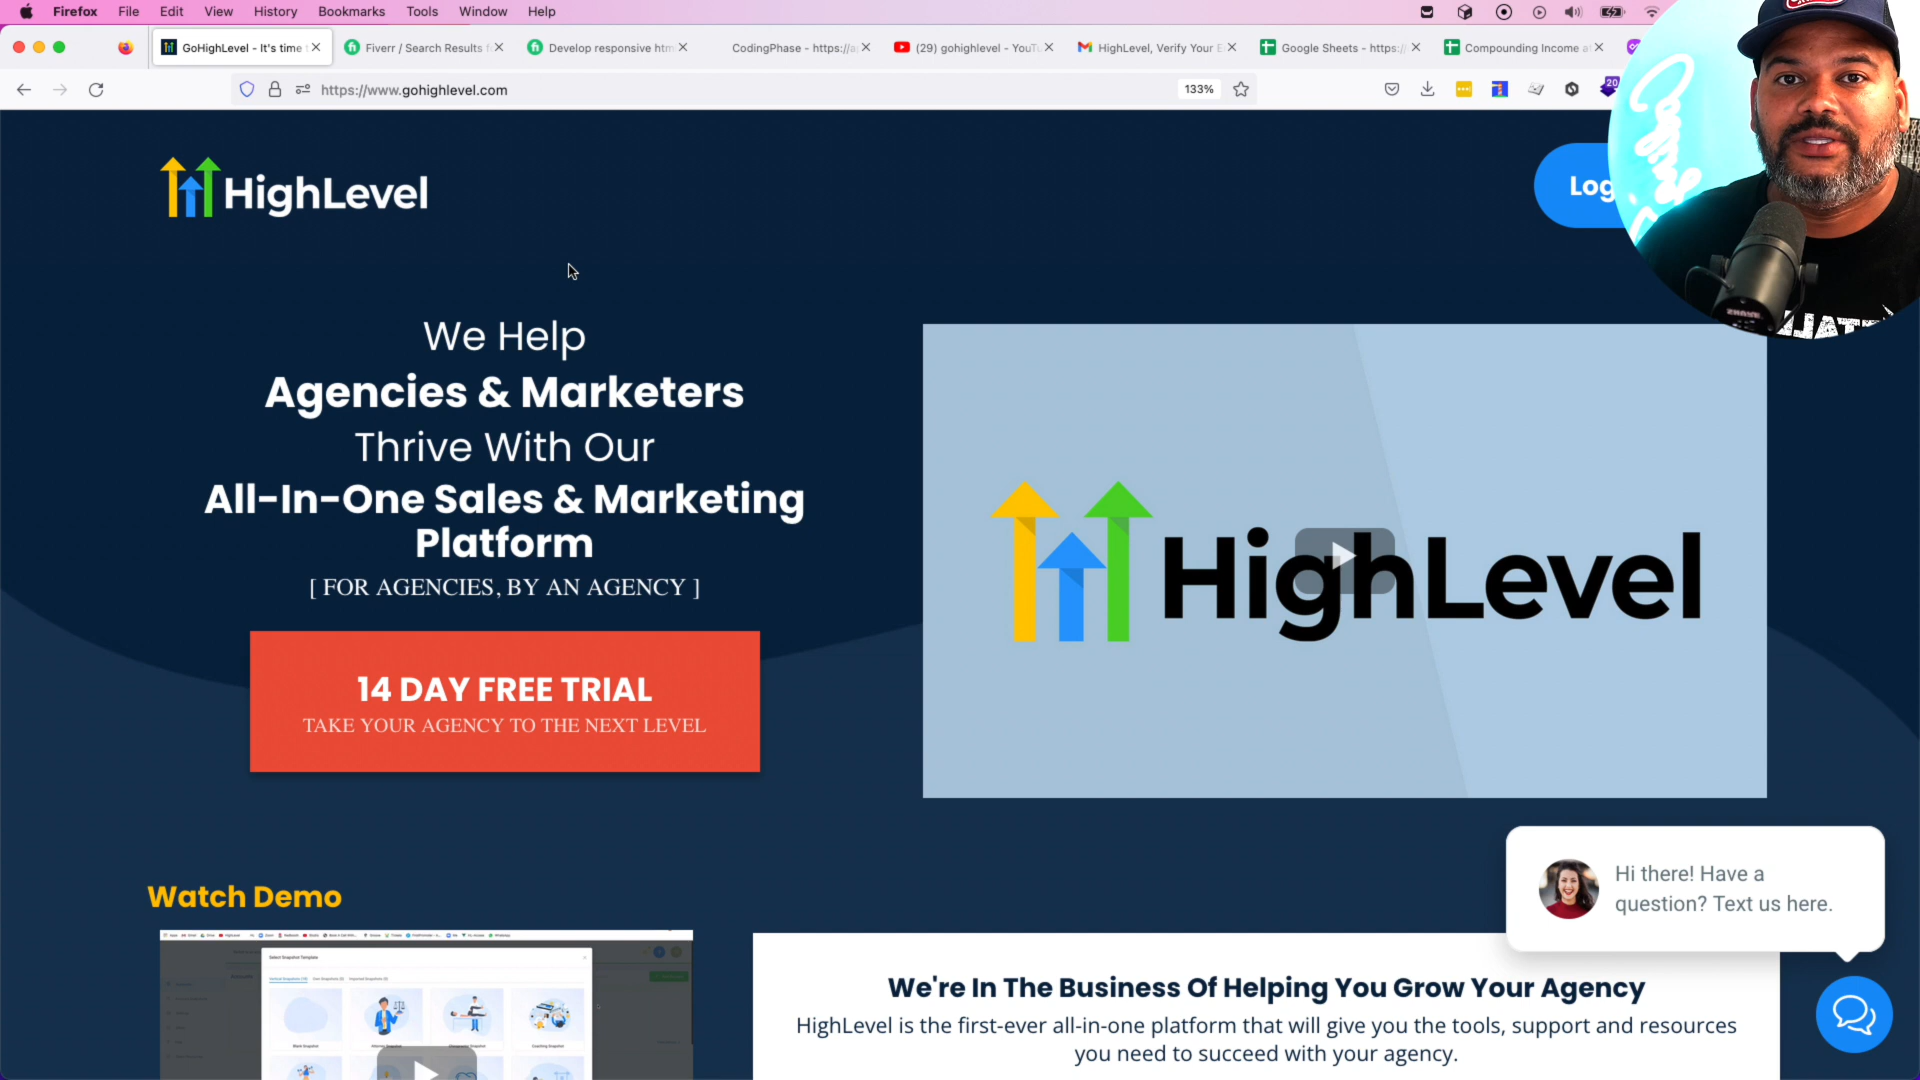 Firefox File Edit View History Bookmarks Tools Window Help
GoHighLevel - It's time
Fiverr / Search Results f
Develop responsive htm
CodingPhase - https://a
(29) gohighlevel - YouTu
HighLevel, Verify Your E
Google Sheets - https:/
Compounding Income a
https://www.gohighlevel.com
133%
20
HighLevel
Log
We Help
Agencies & Marketers
Thrive With Our
All-In-One Sales & Marketing
Platform
[ FOR AGENCIES, BY AN AGENCY ]
14 DAY FREE TRIAL
TAKE YOUR AGENCY TO THE NEXT LEVEL
HighLevel
Watch Demo
Select Snapshot Template
Hi there! Have a
question? Text us here.
We're In The Business Of Helping You Grow Your Agency
HighLevel is the first-ever all-in-one platform that will give you the tools, support and resources
you need to succeed with your agency.